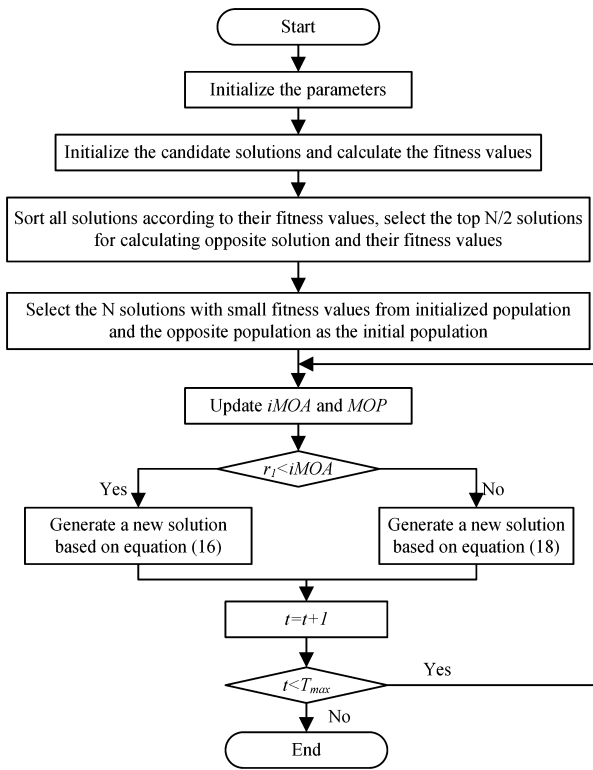 Start
Initialize the parameters
Initialize the candidate solutions and calculate the fitness values
Sort all solutions according to their fitness values, select the top N/2 solutions
for calculating opposite solution and their fitness values
Select the N solutions with small fitness values from initialized population
and the opposite population as the initial population
Update iMOA and MOP
r1<iMOA
Yes
No
Generate a new solution
based on equation (16)
Generate a new solution
based on equation (18)
t=t+1
t<Tmax
Yes
No
End